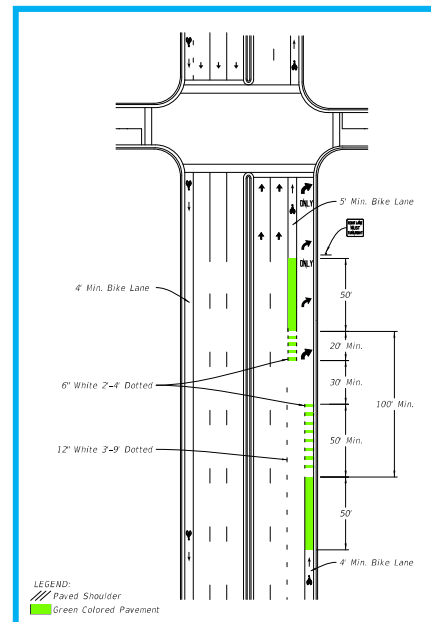 ONLY
5' Min. Bike Lane
ONLY
4' Min. Bike Lane
50'
20' Min.
6" White 2'-4' Dotted
30' Min.
100' Min.
50' Min.
12" White 3'-9' Dotted
50'
4' Min. Bike Lane
LEGEND:
Paved Shoulder
Green Colored Pavement